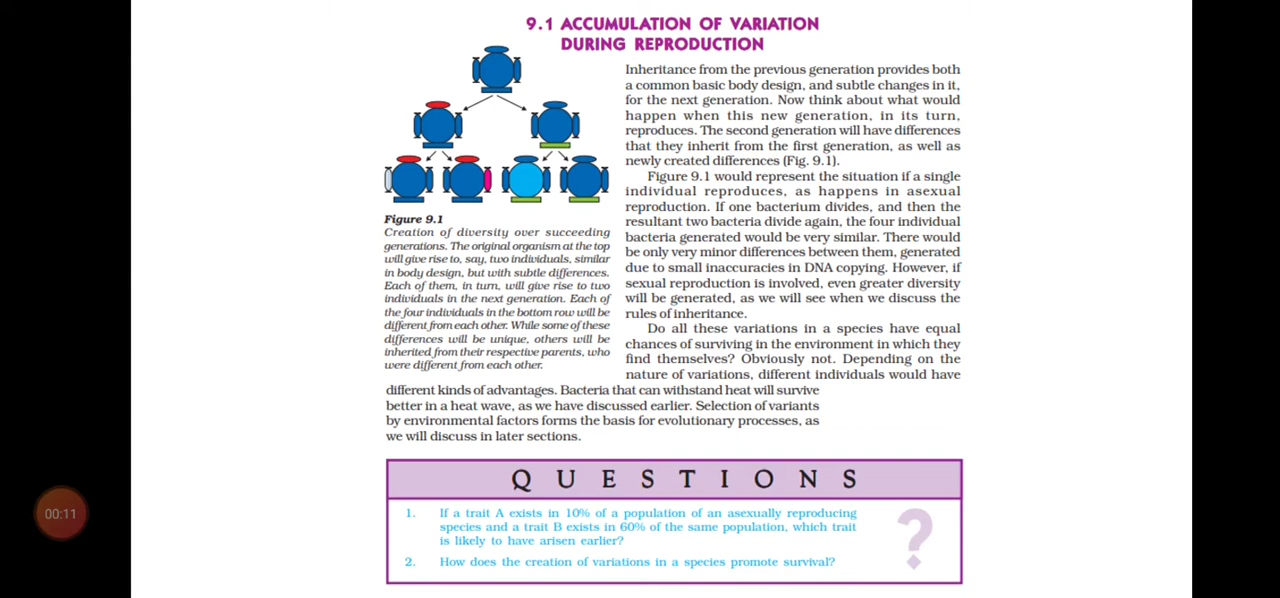 9.1 ACCUMULATION OF VARIATION
DURING REPRODUCTION
Inheritance from the previous generation provides both
a common basic body design, and subtle changes in it,
for the next generation. Now think about what would
happen when this new generation, in its turn,
reproduces. The second generation will have differences
that they inherit from the first generation, as well as
newly created differences (Fig. 9.1).
Figure 9.1 would represent the situation if a single
individual reproduces, as happens in asexual
reproduction. If one bacterium divides, and then the
resultant two bacteria divide again, the four individual
bacteria generated would be very similar. There would
be only very minor differences between them, generated
due to small inaccuracies in DNA copying. However, if
sexual reproduction is involved, even greater diversity
will be generated, as we will see when we discuss the
rules of inheritance.
Do all these variations in a species have equal
chances of surviving in the environment in which they
find themselves? Obviously not. Depending on the
nature of variations, different individuals would have
different kinds of advantages. Bacteria that can withstand heat will survive
better in a heat wave, as we have discussed earlier. Selection of variants
by environmental factors forms the basis for evolutionary processes, as
we will discuss in later sections.
Figure 9.1
Creation of diversity over succeeding
generations. The original organism at the top
will give rise to, say, two individuals, similar
in body design, but with subtle differences.
Each of them, in turn, will give rise to two
individuals in the next generation. Each of
the four individuals in the bottom row will be
different from each other. While some of these
differences will be unique, others will be
inherited from their respective parents, who
were different from each other.
QUESTIONS
1. If a trait A exists in 10% of a population of an asexually reproducing
species and a trait B exists in 60% of the same population, which trait
is likely to have arisen earlier?
2. How does the creation of variations in a species promote survival?
?
00:11